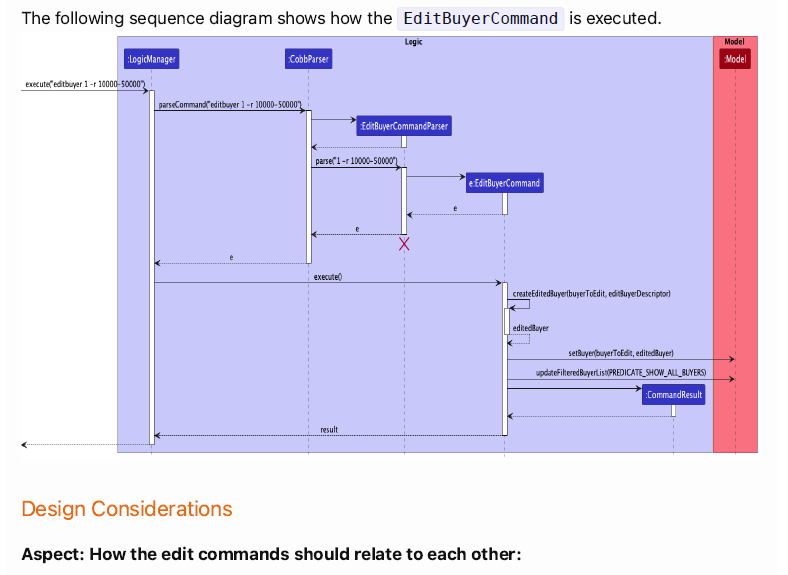 The following sequence diagram shows how the EditBuyerCommand is executed.
Logic
Model
:LogicManager
:CobbParser
:Model
execute("editbuyer 1 -r 10000-50000")
parseCommand("editbuyer 1 -r 10000-50000")
:EditBuyerCommandParser
parse("1 -r 10000-50000")
e:EditBuyerCommand
e
e
e
execute()
createEditedBuyer(buyerToEdit, editBuyerDescriptor)
editedBuyer
setBuyer(buyerToEdit, editedBuyer)
updateFilteredBuyerList(PREDICATE_SHOW_ALL_BUYERS)
:CommandResult
result
Design Considerations
Aspect: How the edit commands should relate to each other: